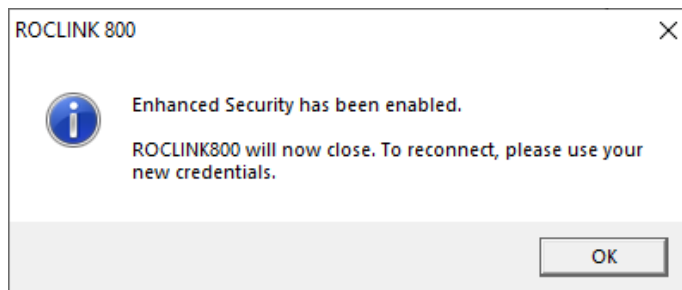 ROCLINK 800
Enhanced Security has been enabled.
ROCLINK800 will now close. To reconnect, please use your
new credentials.
OK